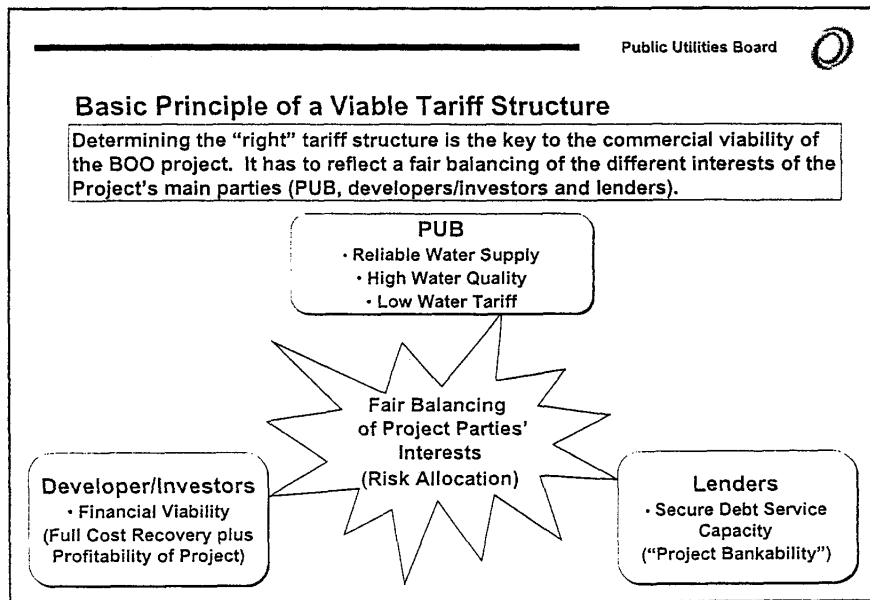 Public Utilities Board
Basic Principle of a Viable Tariff Structure
Determining the “right” tariff structure is the key to the commercial viability of
the BOO project. It has to reflect a fair balancing of the different interests of the
Project’s main parties (PUB, developers/investors and lenders).
PUB
· Reliable Water Supply
· High Water Quality
· Low Water Tariff
Fair Balancing
of Project Parties’
Interests
(Risk Allocation)
Developer/Investors
· Financial Viability
(Full Cost Recovery plus
Profitability of Project)
Lenders
· Secure Debt Service
Capacity
(“Project Bankability”)